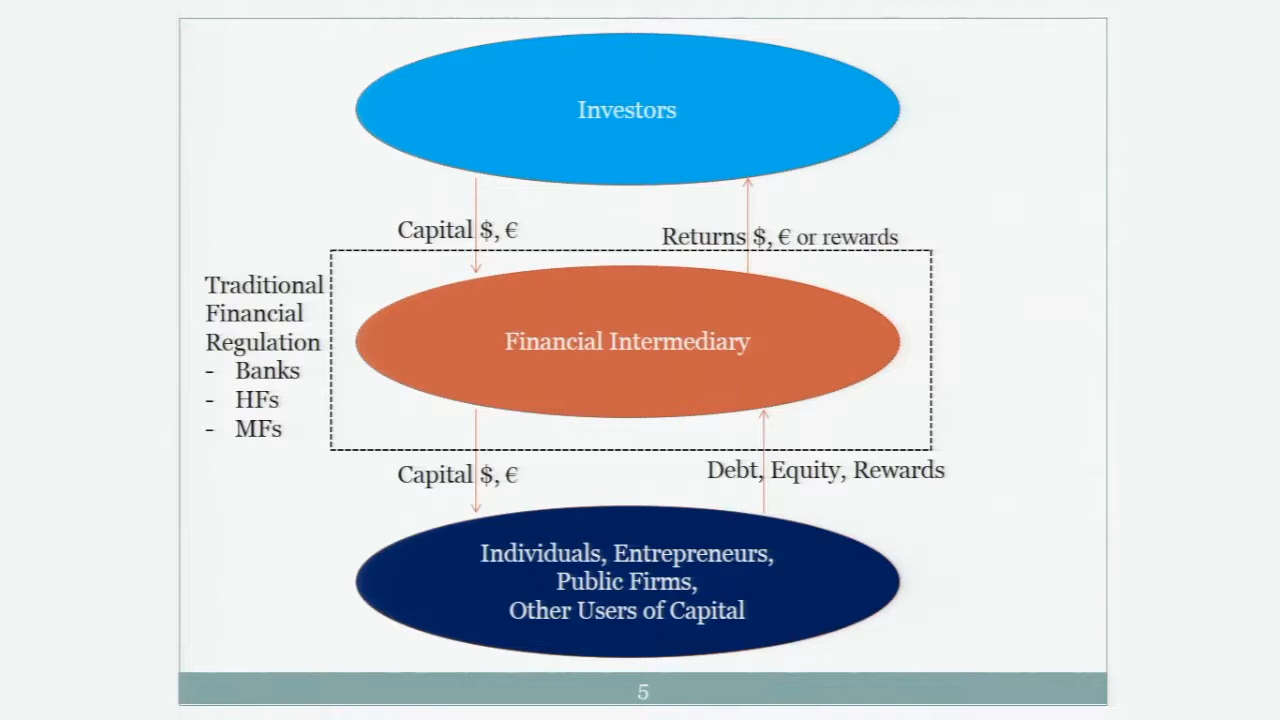 Investors
Capital $, €
Returns $, € or rewards
Traditional
Financial
Regulation
- Banks
- HFs
- MFs
Financial Intermediary
Capital $, €
Debt, Equity, Rewards
Individuals, Entrepreneurs,
Public Firms,
Other Users of Capital
5